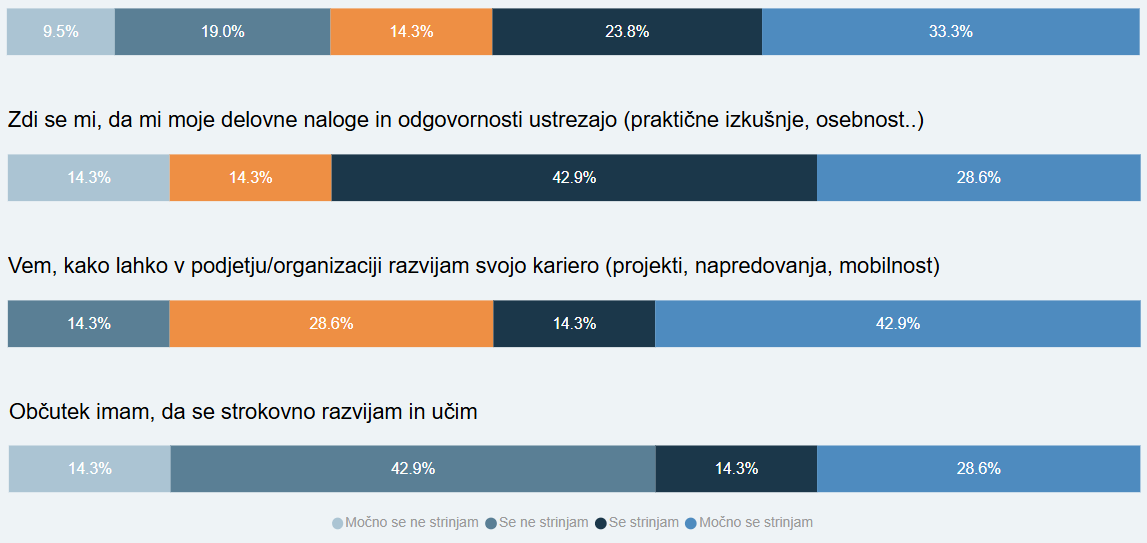 9.5% 19.0% 14.3% 23.8% 33.3%
Zdi se mi, da mi moje delovne naloge in odgovornosti ustrezajo (praktične izkušnje, osebnost..)
14.3% 14.3% 42.9% 28.6%
Vem, kako lahko v podjetju/organizaciji razvijam svojo kariero (projekti, napredovanja, mobilnost)
14.3% 28.6% 14.3% 42.9%
Občutek imam, da se strokovno razvijam in učim
14.3% 42.9% 14.3% 28.6%
Močno se ne strinjam Se ne strinjam Se strinjam Močno se strinjam